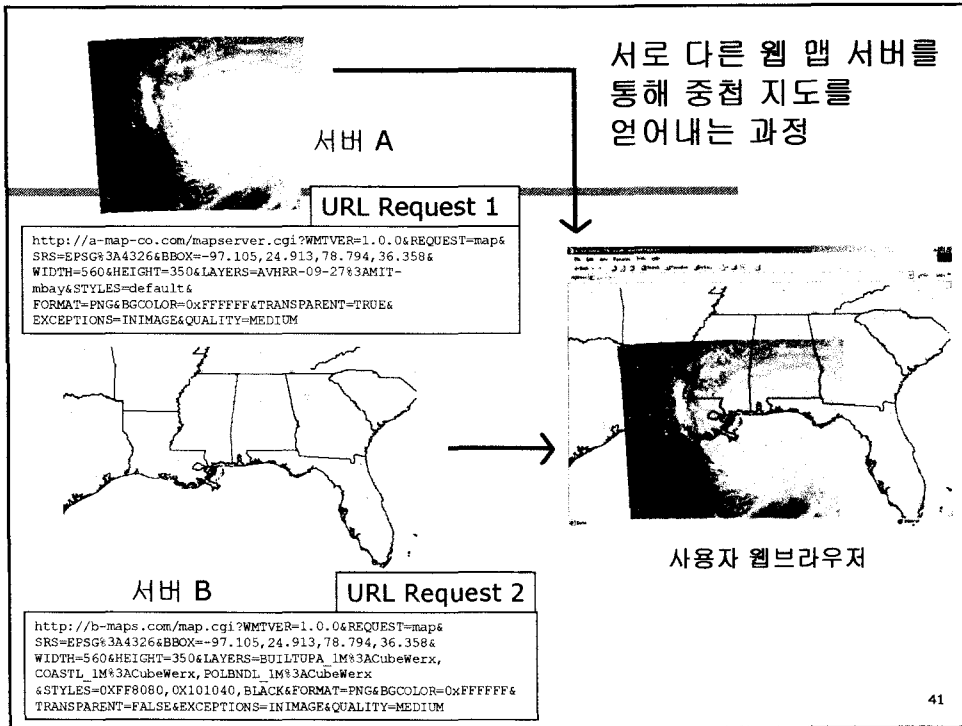 서로 다른 웹 맵 서버를
통해 중첩 지도를
얻어내는 과정
서버 A
URL Request 1
http://a-map-co.com/mapserver.cgi?WMTVER=1.0.0&REQUEST=map&
SRS=EPSG%3A4326&BBOX=-97.105,24.913,78.794,36.358&
WIDTH=560&HEIGHT=350&LAYERS=AVHRR-09-27%3AMIT-
mbay&STYLES=default&
FORMAT=PNG&BGCOLOR=0xFFFFFF&TRANSPARENT=TRUE&
EXCEPTIONS=INIMAGE&QUALITY=MEDIUM
사용자 웹브라우저
서버 B
URL Request 2
http://b-maps.com/map.cgi?WMTVER=1.0.0&REQUEST=map&
SRS=EPSG%3A4326&BBOX=-97.105,24.913,78.794,36.358&
WIDTH=560&HEIGHT=350&LAYERS=BUILTUPA_1M%3ACubeWerx,
COASTL_1M%3ACubeWerx,POLBNDL_1M%3ACubeWerx
&STYLES=0XFF8080,0X101040,BLACK&FORMAT=PNG&BGCOLOR=0xFFFFFF&
TRANSPARENT=FALSE&EXCEPTIONS=INIMAGE&QUALITY=MEDIUM
41